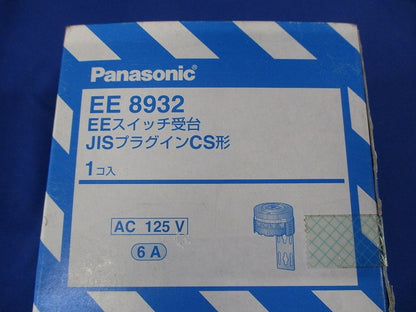 Panasonic®
EE 8932
EEスイッチ受台
JISプラグインCS形
1コ入
AC 125 V
6 A